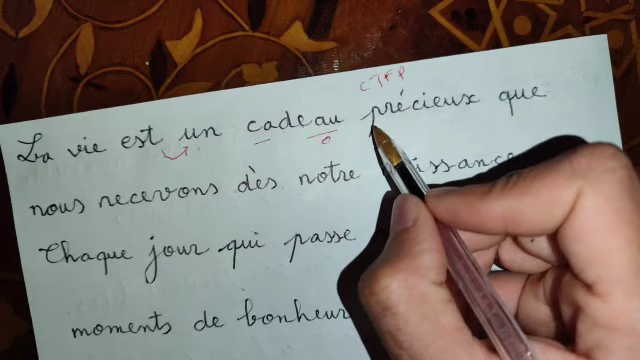 CTFP
La vie est un cadeau précieux que
nous recevons dès notre
Chaque jour qui passe
moments de bonheur